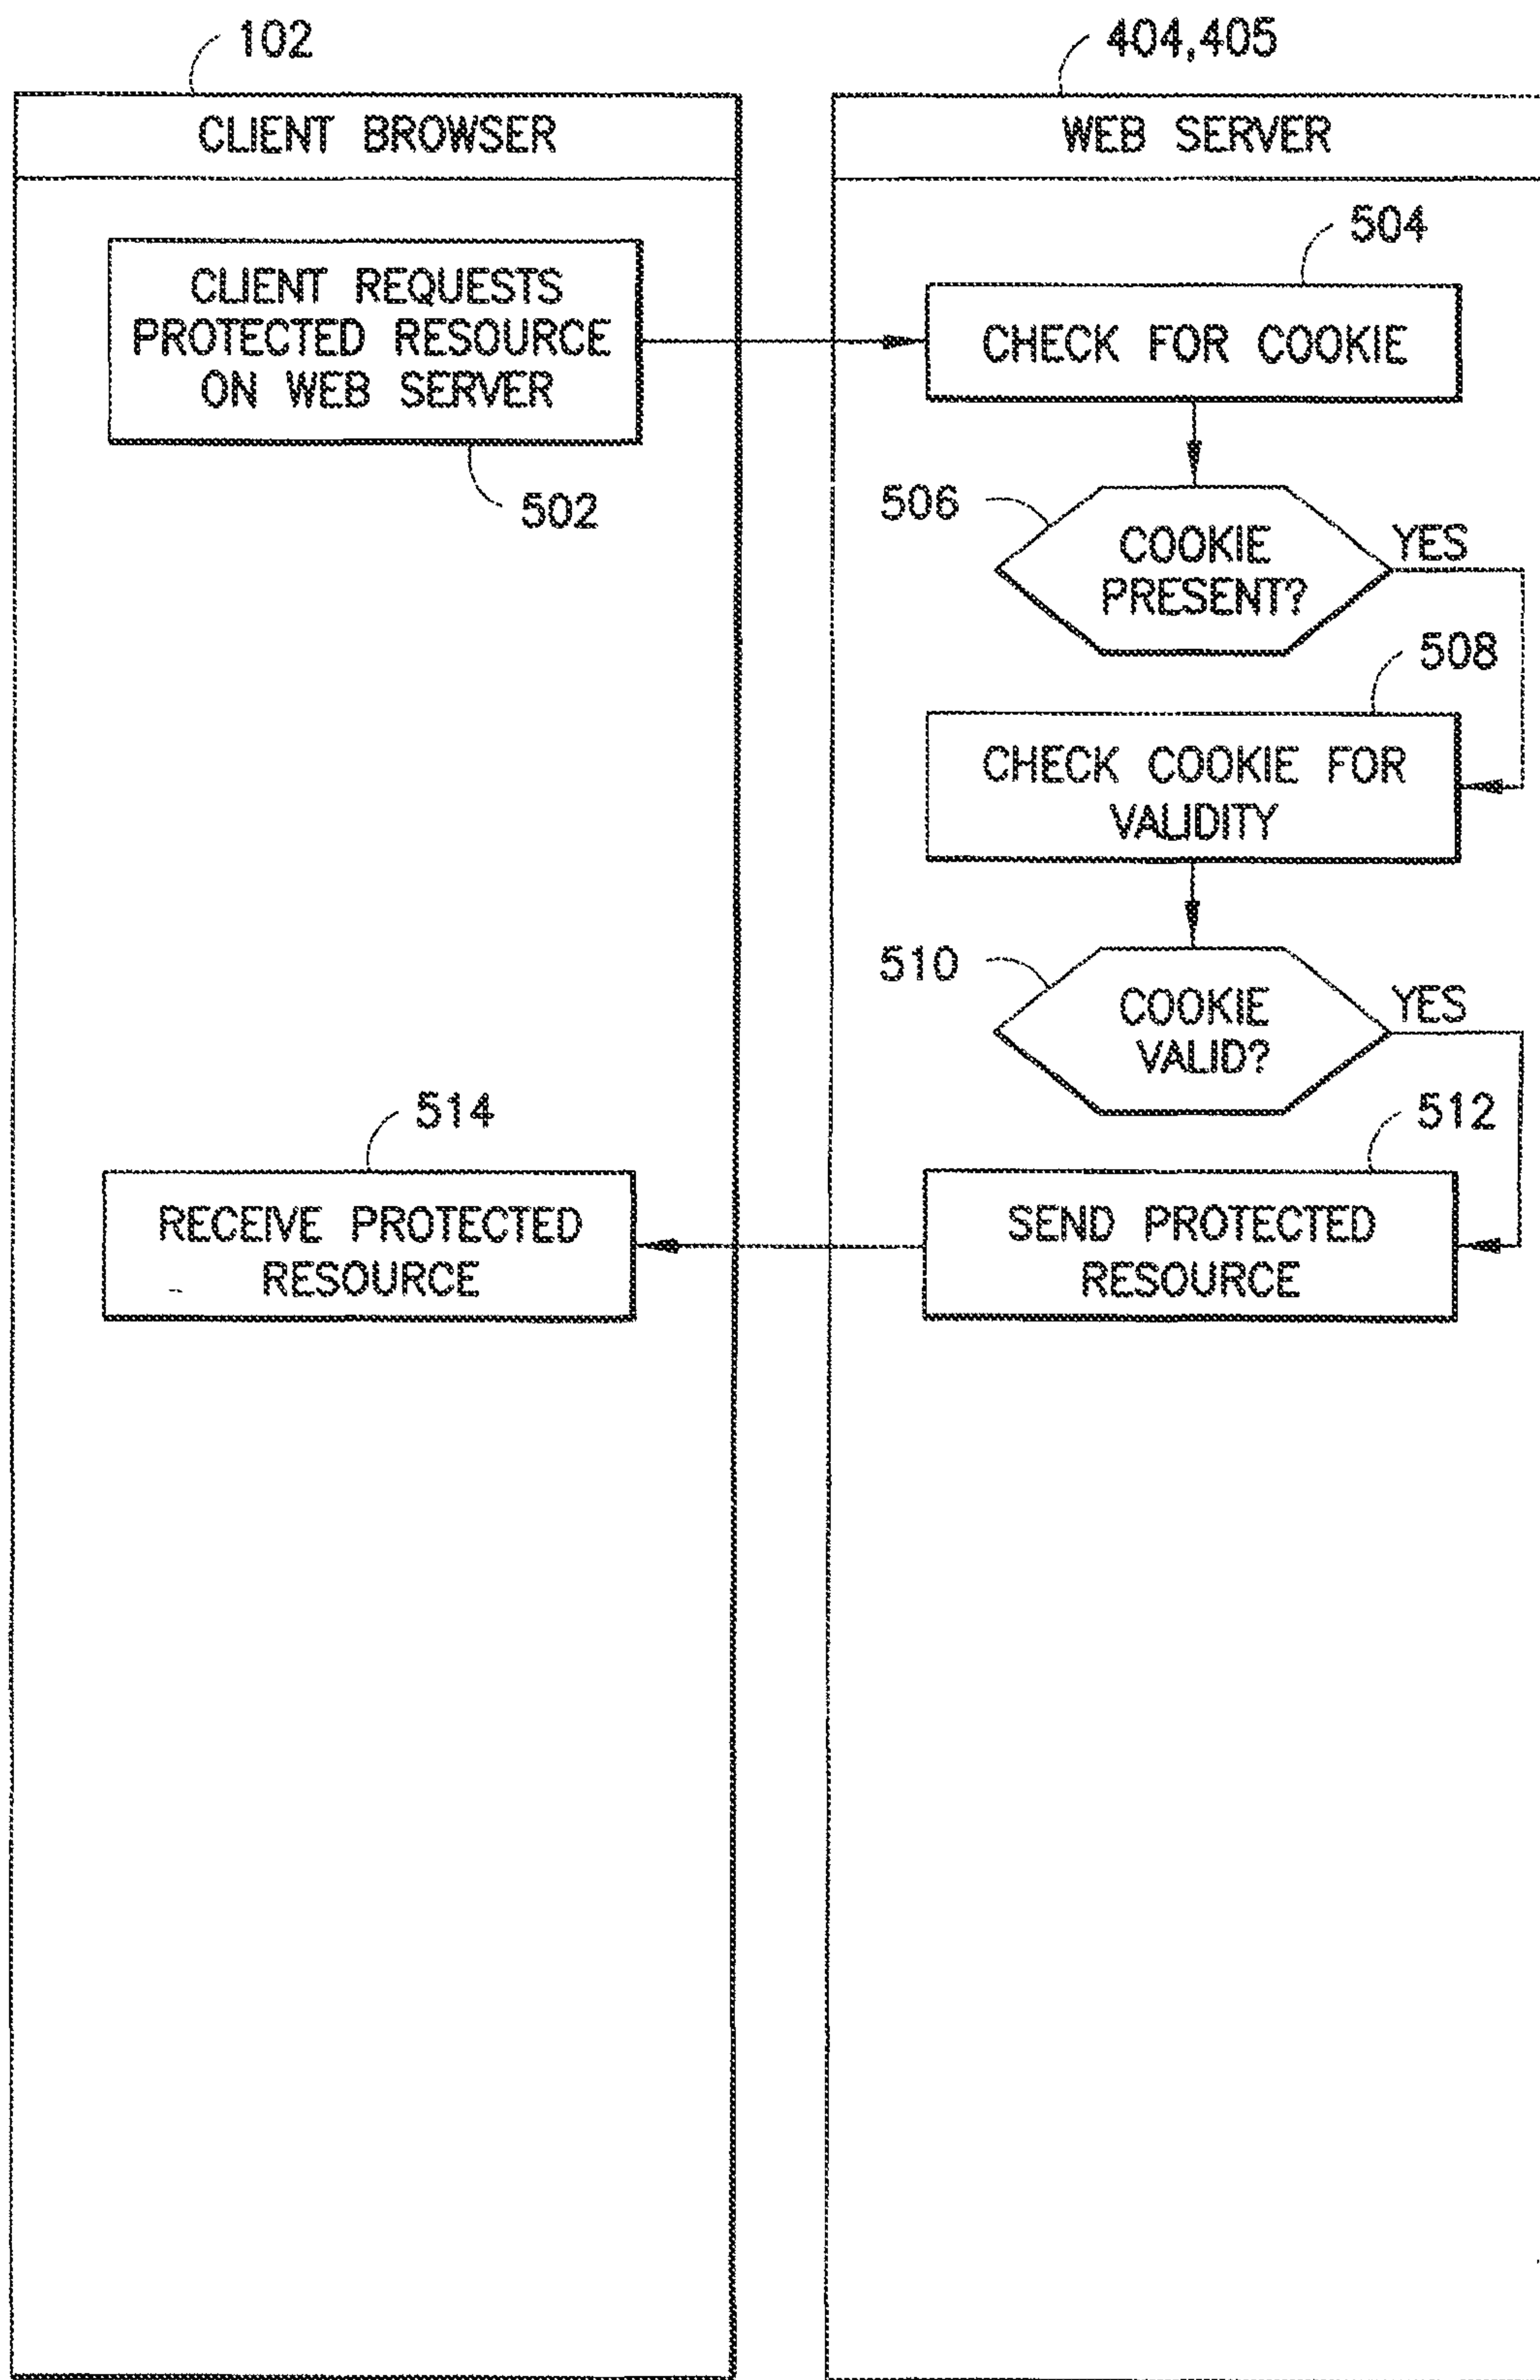 102
404,405
CLIENT BROWSER
WEB SERVER
504
CLIENT REQUESTS
PROTECTED RESOURCE
ON WEB SERVER
CHECK FOR COOKIE
502
506
COOKIE
PRESENT?
YES
508
CHECK COOKIE FOR
VALIDITY
510
COOKIE
VALID?
YES
514
512
RECEIVE PROTECTED
RESOURCE
SEND PROTECTED
RESOURCE